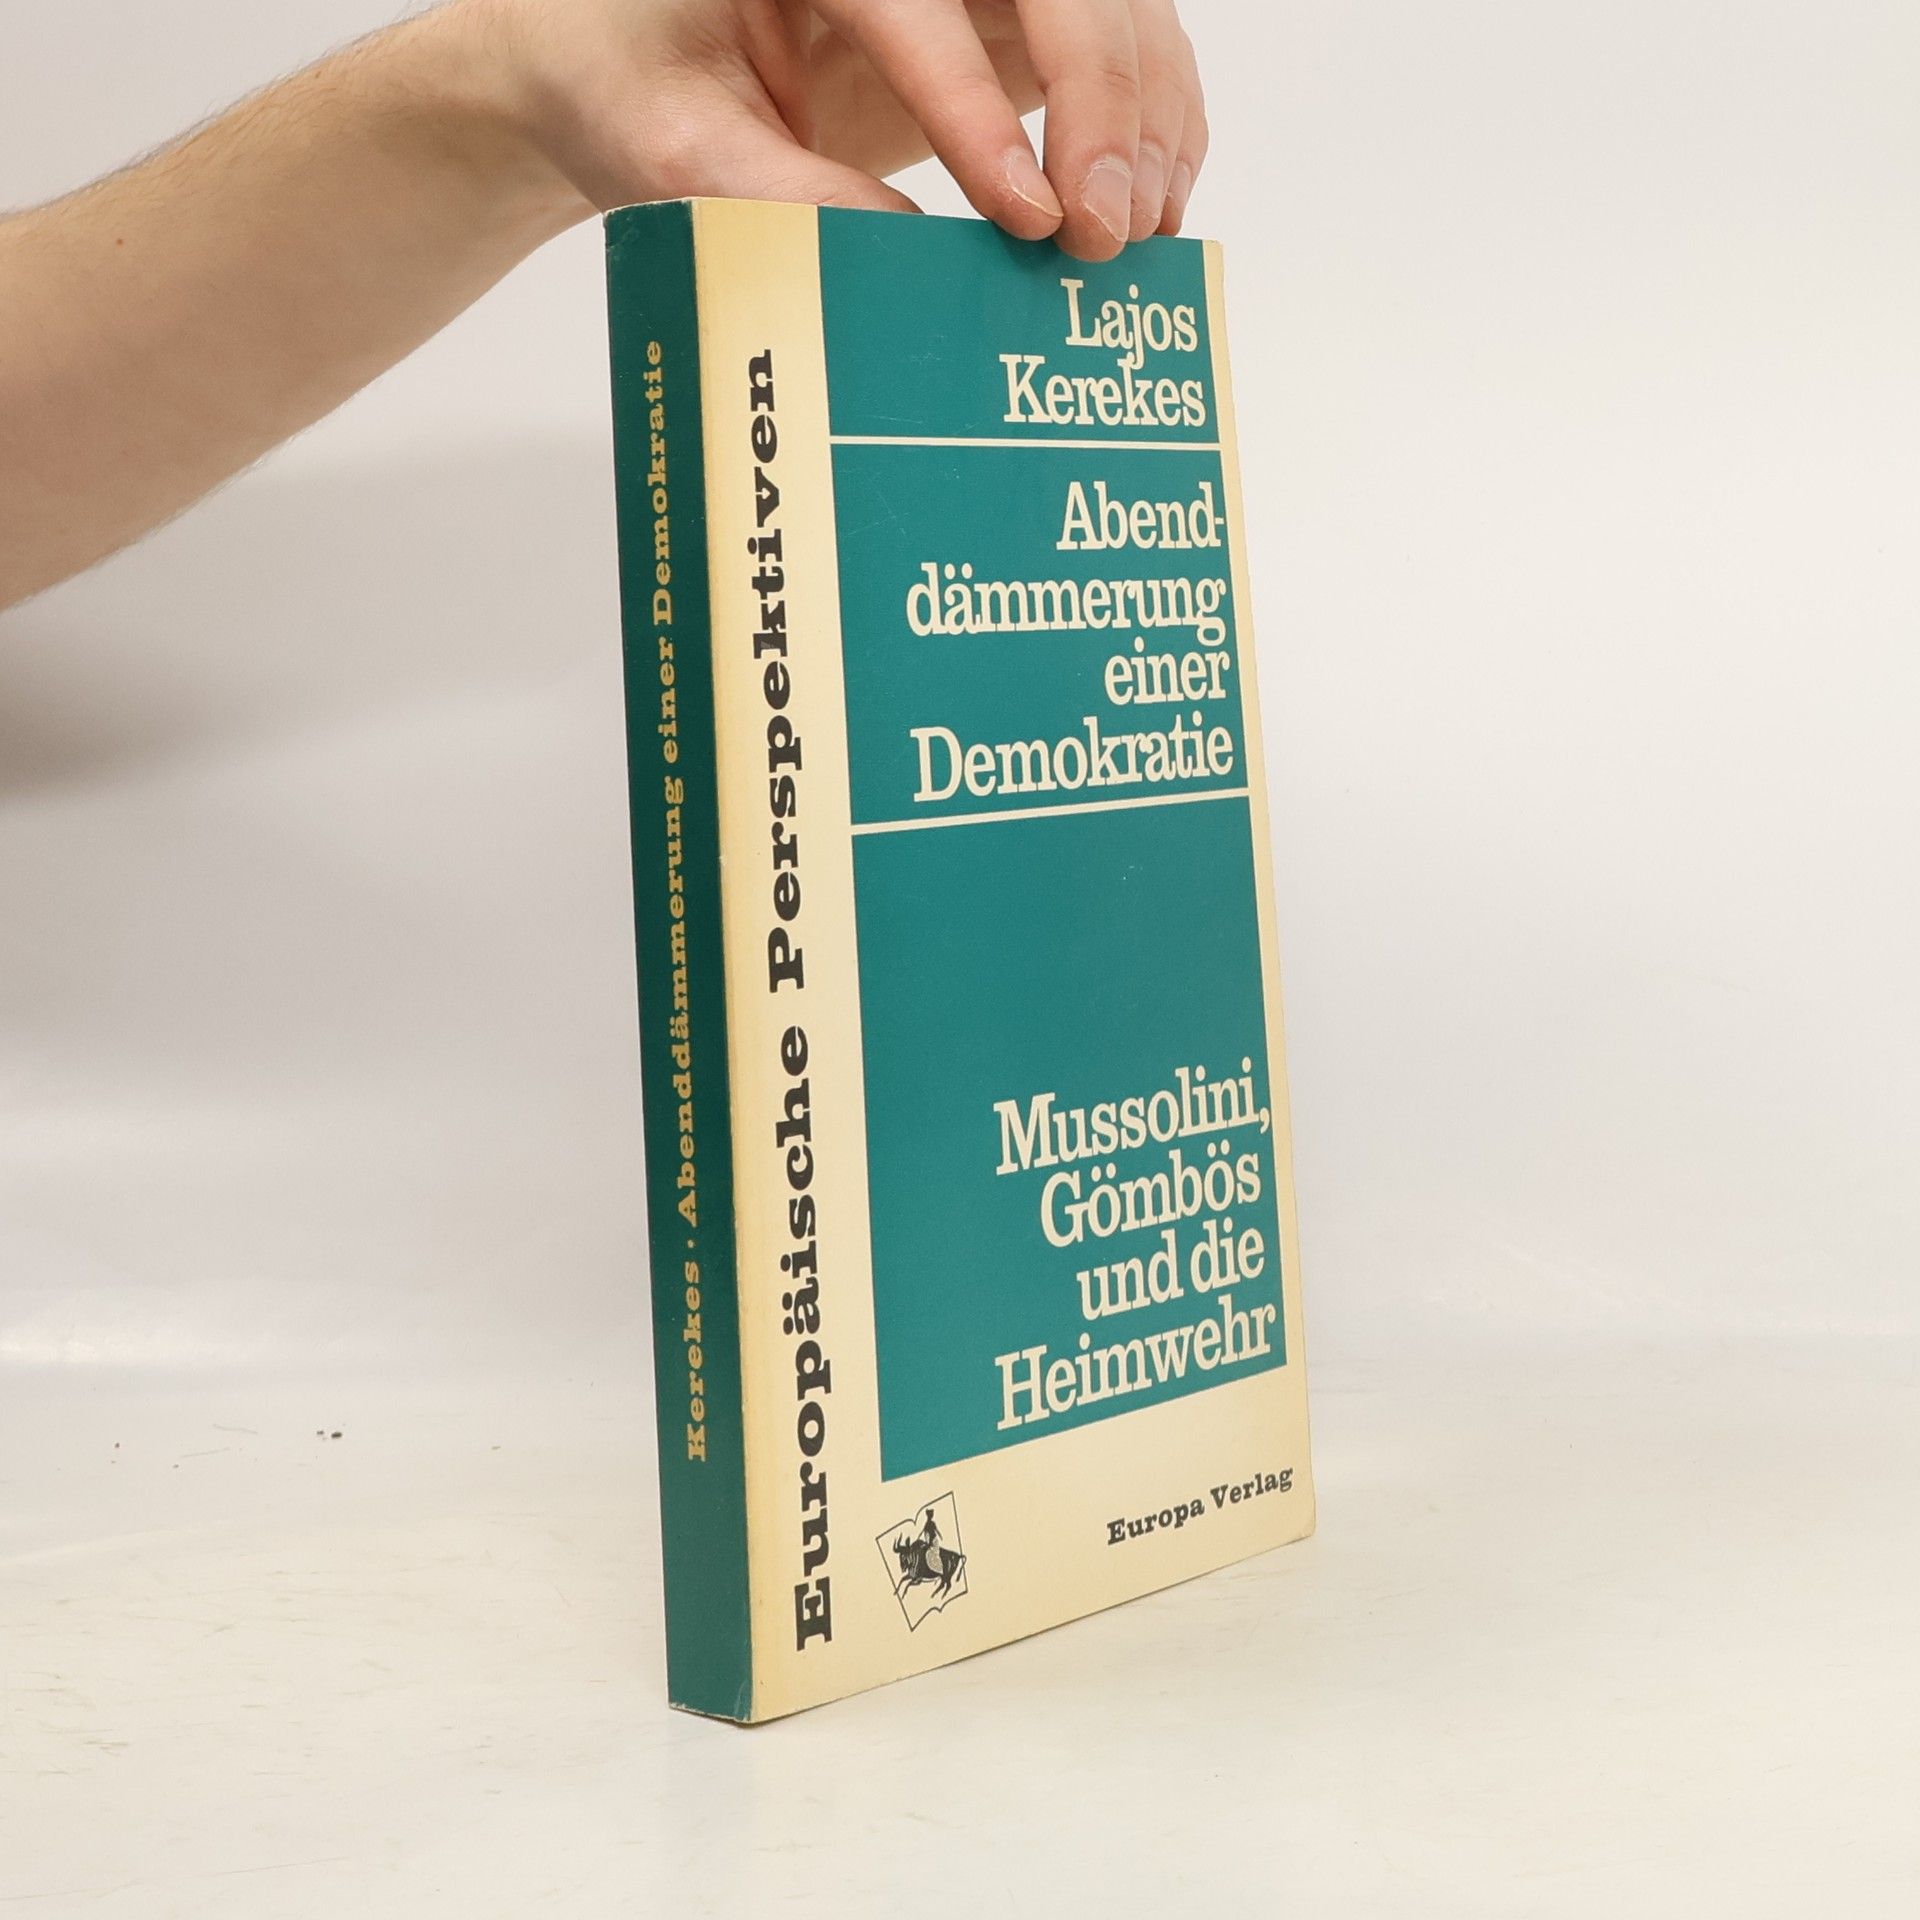 Kerekes · Abenddämmerung einer Demokratie
Europäische Perspektiven
Lajos
Kerekes
Abend-
dämmerung
einer
Demokratie
Mussolini,
Gömbös
und die
Heimwehr
Europa Verlag